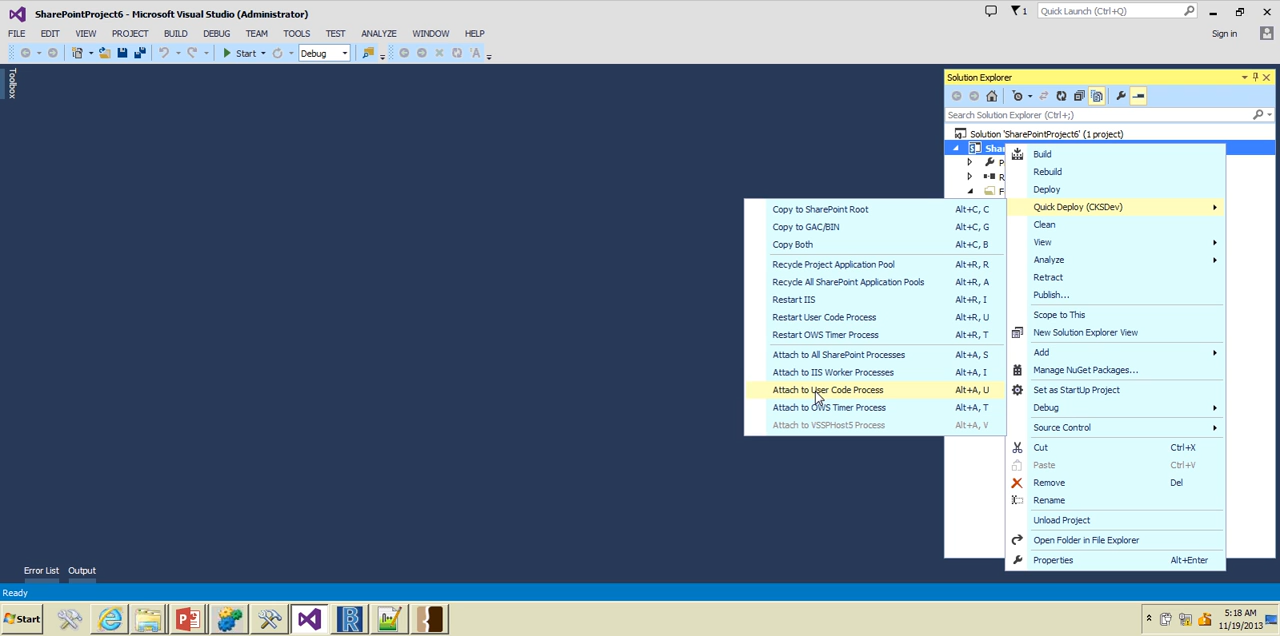 SharePointProject6 - Microsoft Visual Studio (Administrator)
1
Quick Launch (Ctrl+Q)
FILE EDIT VIEW PROJECT BUILD DEBUG TEAM TOOLS TEST ANALYZE WINDOW HELP
Sign in
Start Debug
Toolbox
Solution Explorer
Search Solution Explorer (Ctrl+;)
Solution 'SharePointProject6' (1 project)
Shar
P
R
F
Build
Rebuild
Deploy
Quick Deploy (CKSDev)
Clean
View
Analyze
Retract
Publish...
Scope to This
New Solution Explorer View
Add
Manage NuGet Packages...
Set as StartUp Project
Debug
Source Control
Cut Ctrl+X
Paste Ctrl+V
Remove Del
Rename
Unload Project
Open Folder in File Explorer
Properties Alt+Enter
Copy to SharePoint Root Alt+C, C
Copy to GAC/BIN Alt+C, G
Copy Both Alt+C, B
Recycle Project Application Pool Alt+R, R
Recycle All SharePoint Application Pools Alt+R, A
Restart IIS Alt+R, I
Restart User Code Process Alt+R, U
Restart OWS Timer Process Alt+R, T
Attach to All SharePoint Processes Alt+A, S
Attach to IIS Worker Processes Alt+A, I
Attach to User Code Process Alt+A, U
Attach to OWS Timer Process Alt+A, T
Attach to VSSPHost5 Process Alt+A, V
Error List Output
Ready
Start
5:18 AM
11/19/2013